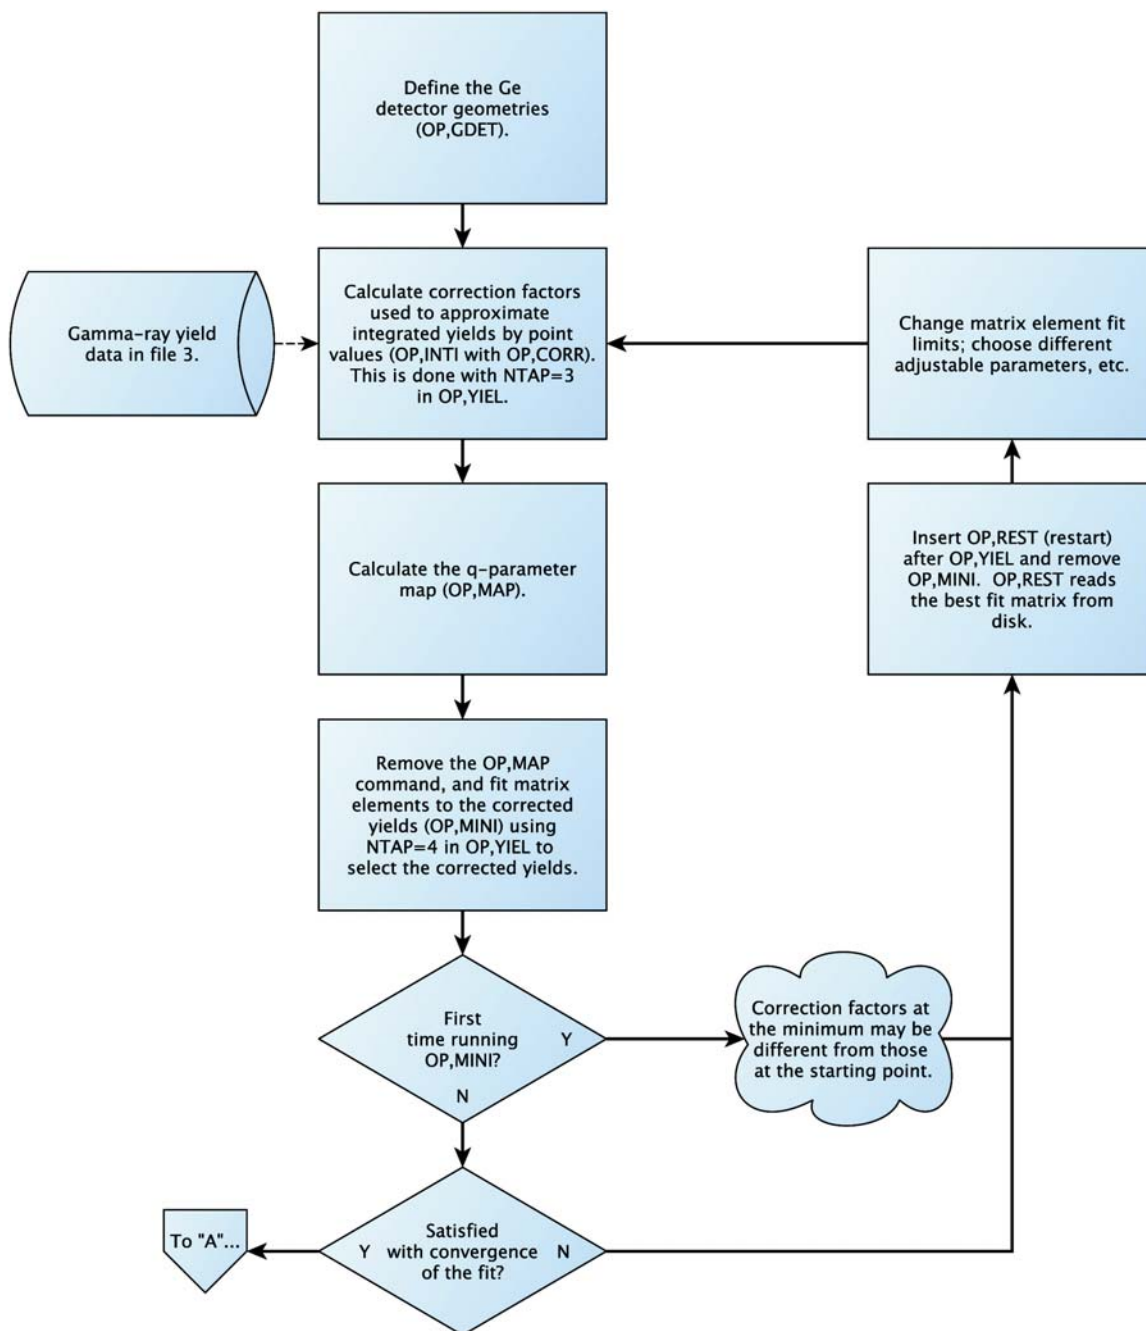 Define the Ge
detector geometries
(OP,GDET).
Gamma-ray yield
data in file 3.
Calculate correction factors
used to approximate
integrated yields by point
values (OP,INTI with OP,CORR).
This is done with NTAP=3
in OP,YIEL.
Change matrix element fit
limits; choose different
adjustable parameters, etc.
Calculate the q-parameter
map (OP,MAP).
Insert OP,REST (restart)
after OP,YIEL and remove
OP,MINI.  OP,REST reads
the best fit matrix from
disk.
Remove the OP,MAP
command, and fit matrix
elements to the corrected
yields (OP,MINI) using
NTAP=4 in OP,YIEL to
select the corrected yields.
First
time running
OP,MINI?
Y
N
Correction factors at
the minimum may be
different from those
at the starting point.
Satisfied
with convergence
of the fit?
Y
N
To "A"...